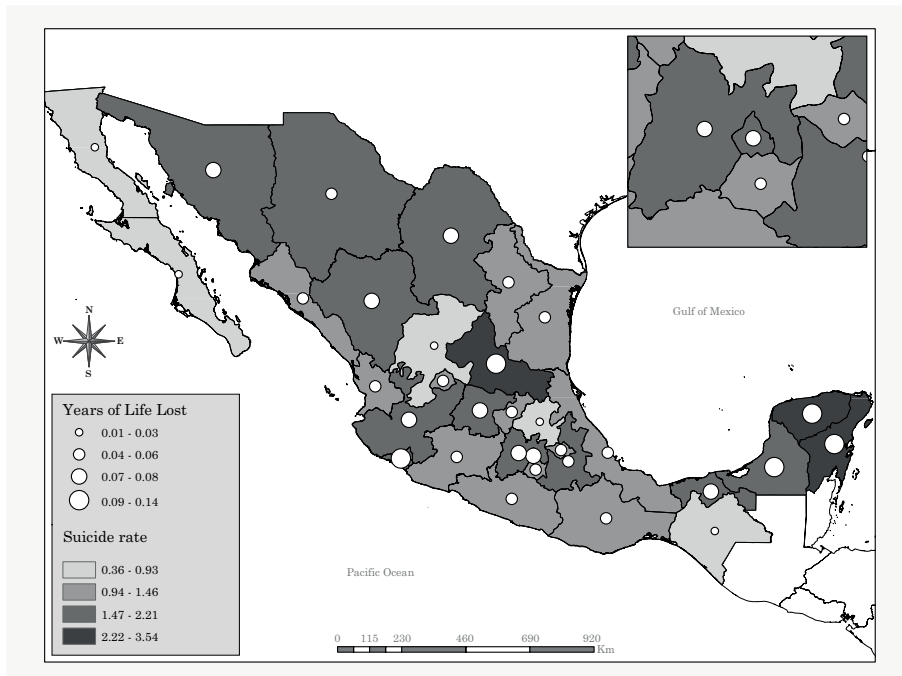 Gulf of Mexico
N
W E
S
Years of Life Lost
0.01 - 0.03
0.04 - 0.06
0.07 - 0.08
0.09 - 0.14
Suicide rate
0.36 - 0.93
0.94 - 1.46
1.47 - 2.21
2.22 - 3.54
Pacific Ocean
0 115 230 460 690 920
Km